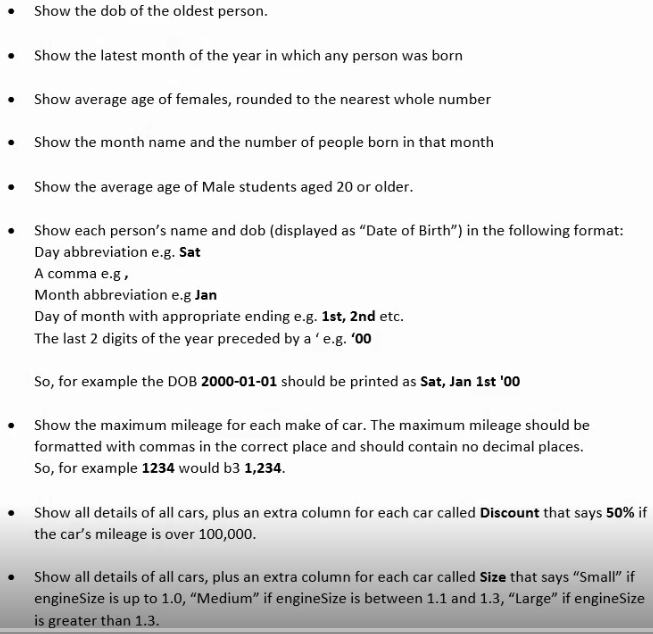 • Show the dob of the oldest person.
• Show the latest month of the year in which any person was born
• Show average age of females, rounded to the nearest whole number
• Show the month name and the number of people born in that month
• Show the average age of Male students aged 20 or older.
• Show each person's name and dob (displayed as "Date of Birth") in the following format:
Day abbreviation e.g. Sat
A comma e.g ,
Month abbreviation e.g Jan
Day of month with appropriate ending e.g. 1st, 2nd etc.
The last 2 digits of the year preceded by a ‘ e.g. ‘00
So, for example the DOB 2000-01-01 should be printed as Sat, Jan 1st '00
• Show the maximum mileage for each make of car. The maximum mileage should be
formatted with commas in the correct place and should contain no decimal places.
So, for example 1234 would b3 1,234.
• Show all details of all cars, plus an extra column for each car called Discount that says 50% if
the car's mileage is over 100,000.
• Show all details of all cars, plus an extra column for each car called Size that says "Small" if
engineSize is up to 1.0, "Medium" if engineSize is between 1.1 and 1.3, "Large" if engineSize
is greater than 1.3.